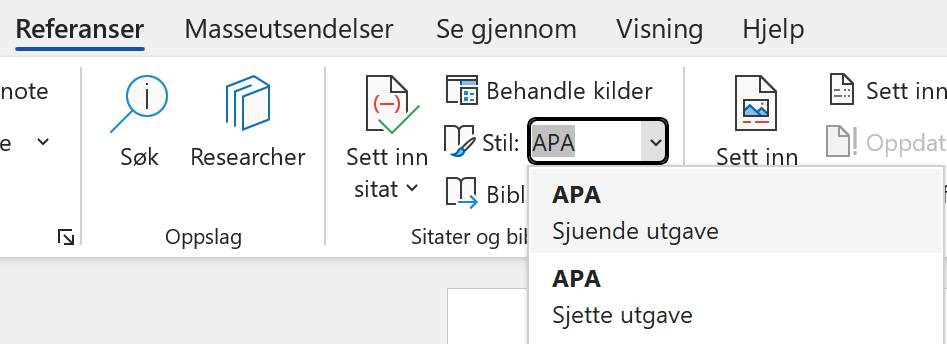 Referanser Masseutsendelser Se gjennom Visning Hjelp
note Behandle kilder Sett inn
e Søk Researcher Sett inn sitat Stil: APA Sett inn Oppdat
Bibl
Oppslag Sitater og bib
APA
Sjuende utgave
APA
Sjette utgave